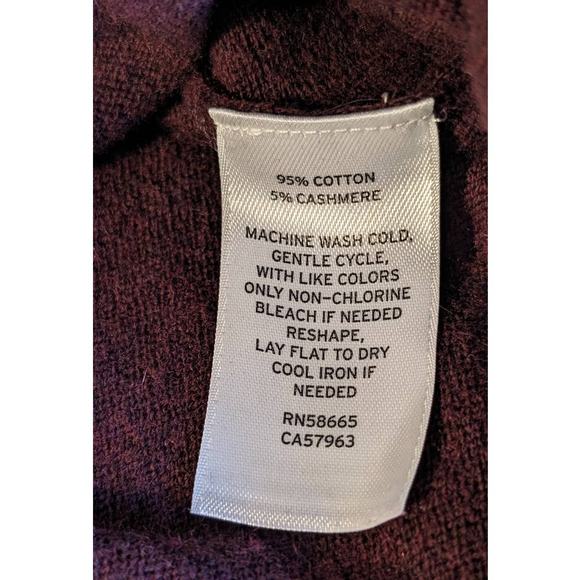 95% COTTON
5% CASHMERE
MACHINE WASH COLD,
GENTLE CYCLE,
WITH LIKE COLORS
ONLY NON-CHLORINE
BLEACH IF NEEDED
RESHAPE,
LAY FLAT TO DRY
COOL IRON IF
NEEDED
RN58665
CA57963